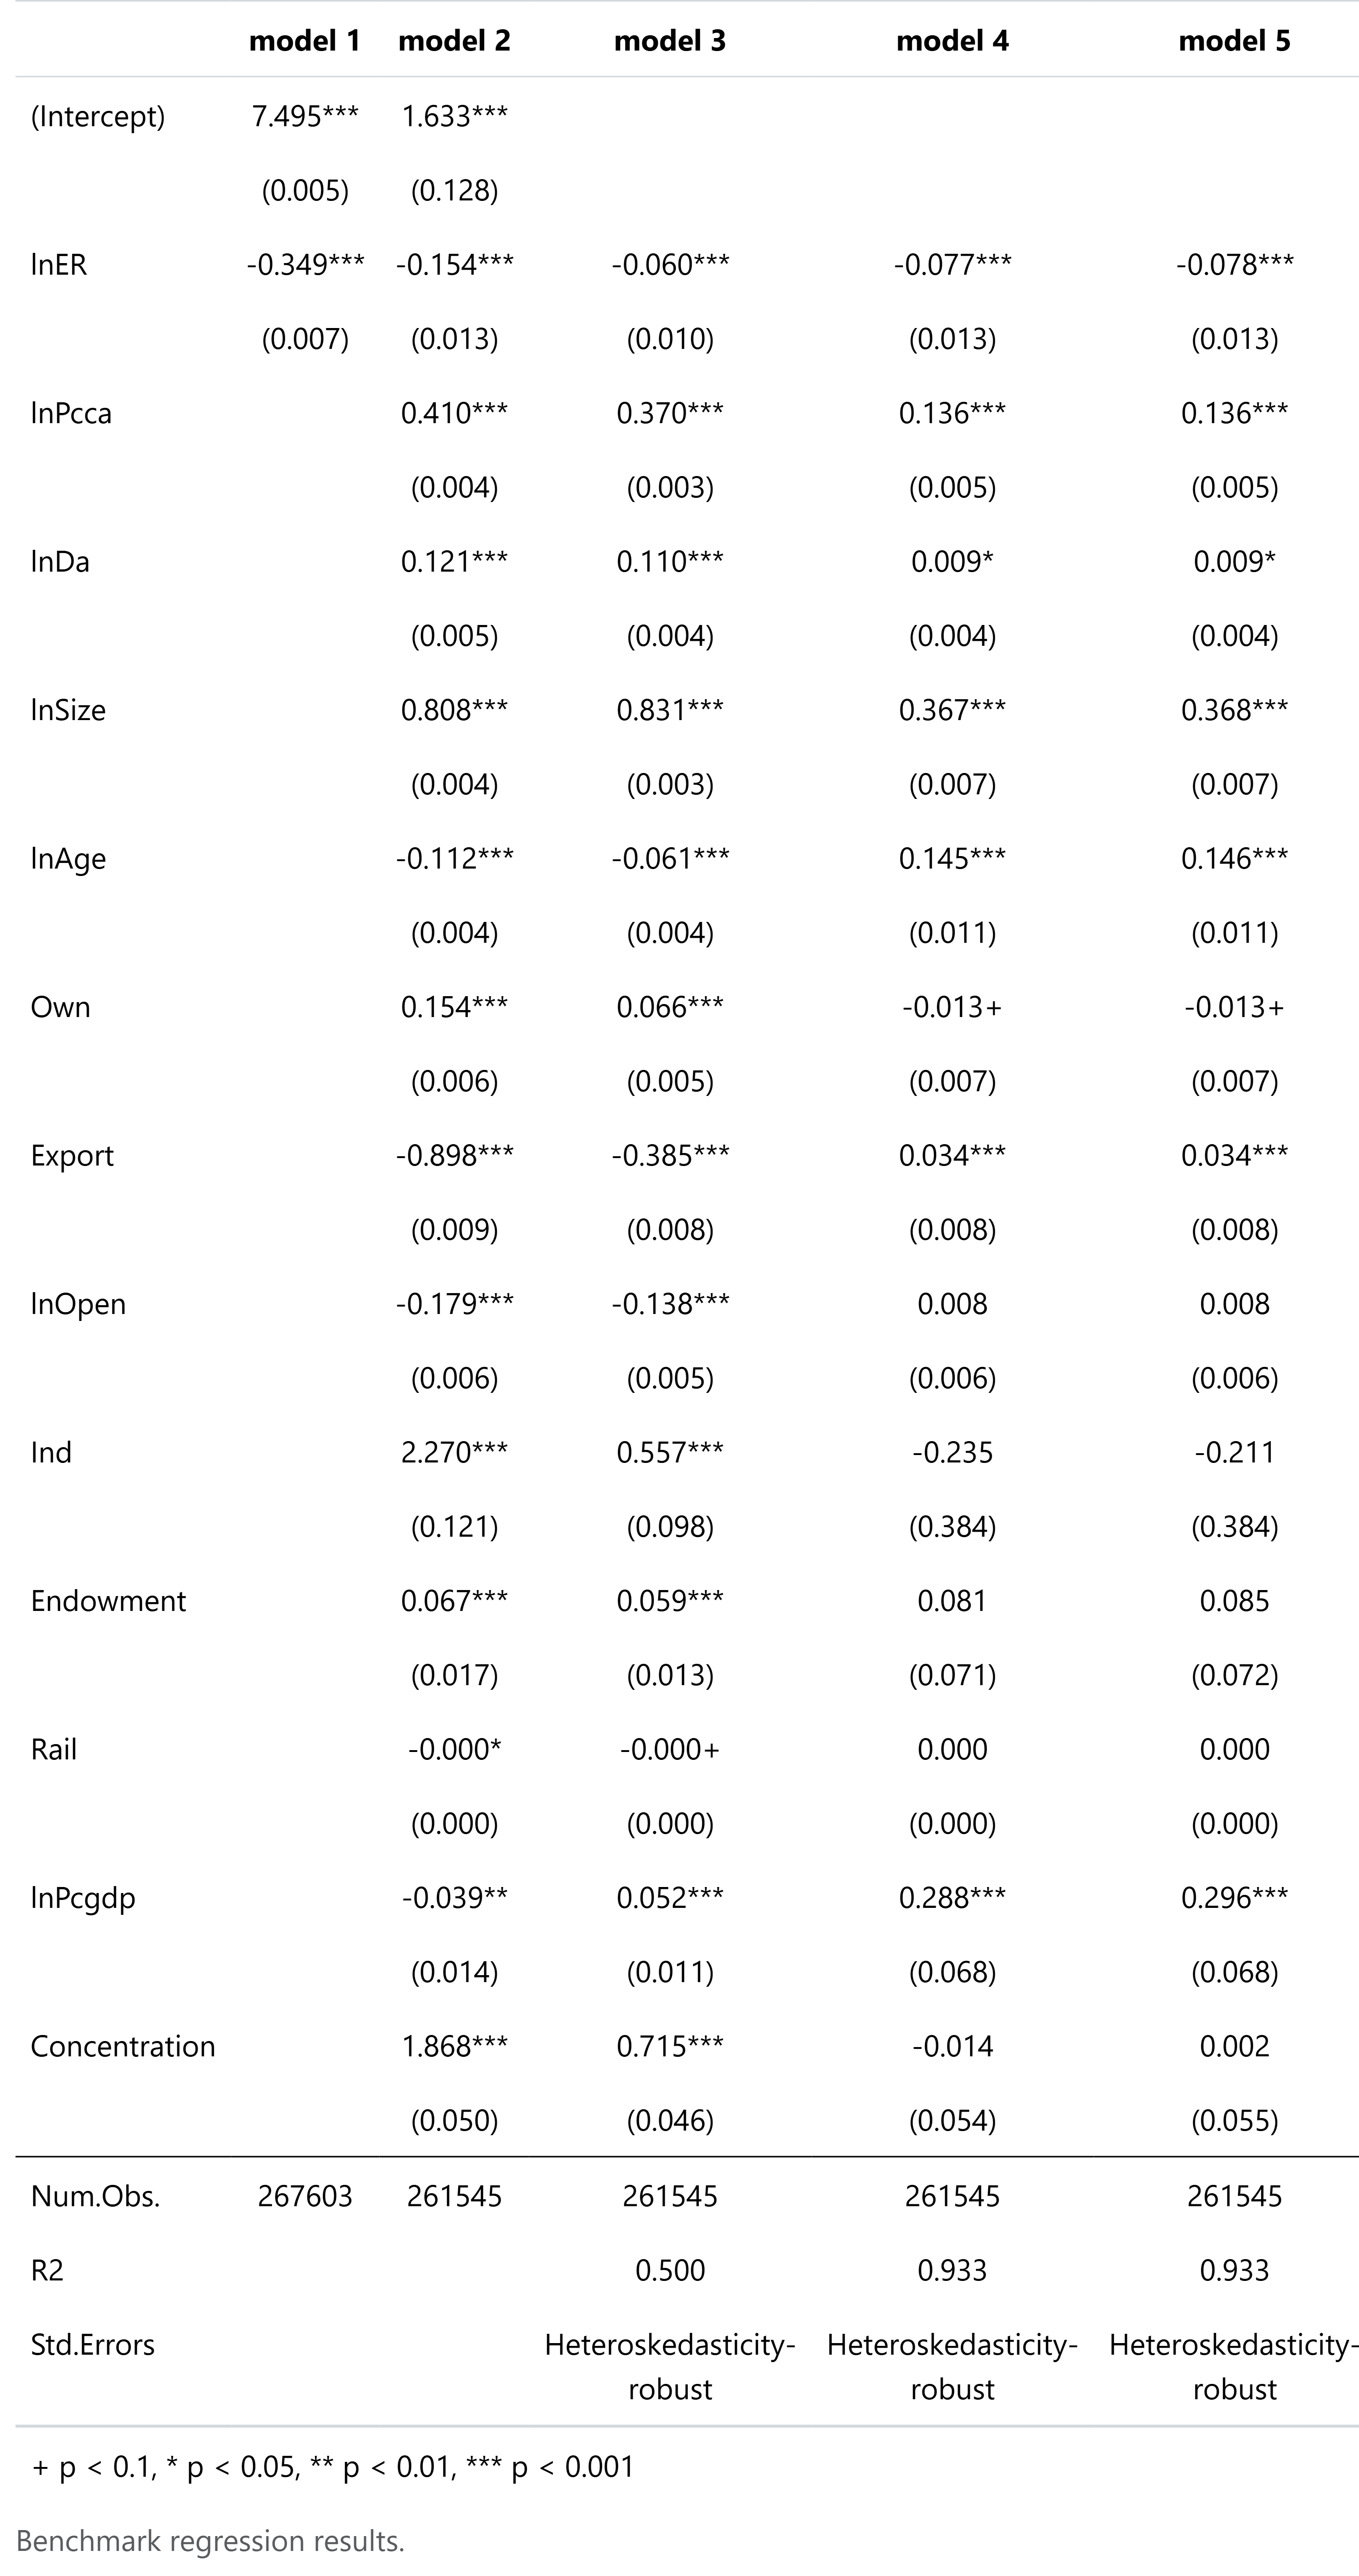 model 1 model 2 model 3 model 4 model 5
(Intercept) 7.495*** 1.633***
(0.005) (0.128)
lnER -0.349*** -0.154*** -0.060*** -0.077*** -0.078***
(0.007) (0.013) (0.010) (0.013) (0.013)
lnPcca 0.410*** 0.370*** 0.136*** 0.136***
(0.004) (0.003) (0.005) (0.005)
lnDa 0.121*** 0.110*** 0.009* 0.009*
(0.005) (0.004) (0.004) (0.004)
lnSize 0.808*** 0.831*** 0.367*** 0.368***
(0.004) (0.003) (0.007) (0.007)
lnAge -0.112*** -0.061*** 0.145*** 0.146***
(0.004) (0.004) (0.011) (0.011)
Own 0.154*** 0.066*** -0.013+ -0.013+
(0.006) (0.005) (0.007) (0.007)
Export -0.898*** -0.385*** 0.034*** 0.034***
(0.009) (0.008) (0.008) (0.008)
lnOpen -0.179*** -0.138*** 0.008 0.008
(0.006) (0.005) (0.006) (0.006)
Ind 2.270*** 0.557*** -0.235 -0.211
(0.121) (0.098) (0.384) (0.384)
Endowment 0.067*** 0.059*** 0.081 0.085
(0.017) (0.013) (0.071) (0.072)
Rail -0.000* -0.000+ 0.000 0.000
(0.000) (0.000) (0.000) (0.000)
lnPcgdp -0.039** 0.052*** 0.288*** 0.296***
(0.014) (0.011) (0.068) (0.068)
Concentration 1.868*** 0.715*** -0.014 0.002
(0.050) (0.046) (0.054) (0.055)
Num.Obs. 267603 261545 261545 261545 261545
R2 0.500 0.933 0.933
Std.Errors Heteroskedasticity- Heteroskedasticity- Heteroskedasticity-
robust robust robust
+ p < 0.1, * p < 0.05, ** p < 0.01, *** p < 0.001
Benchmark regression results.